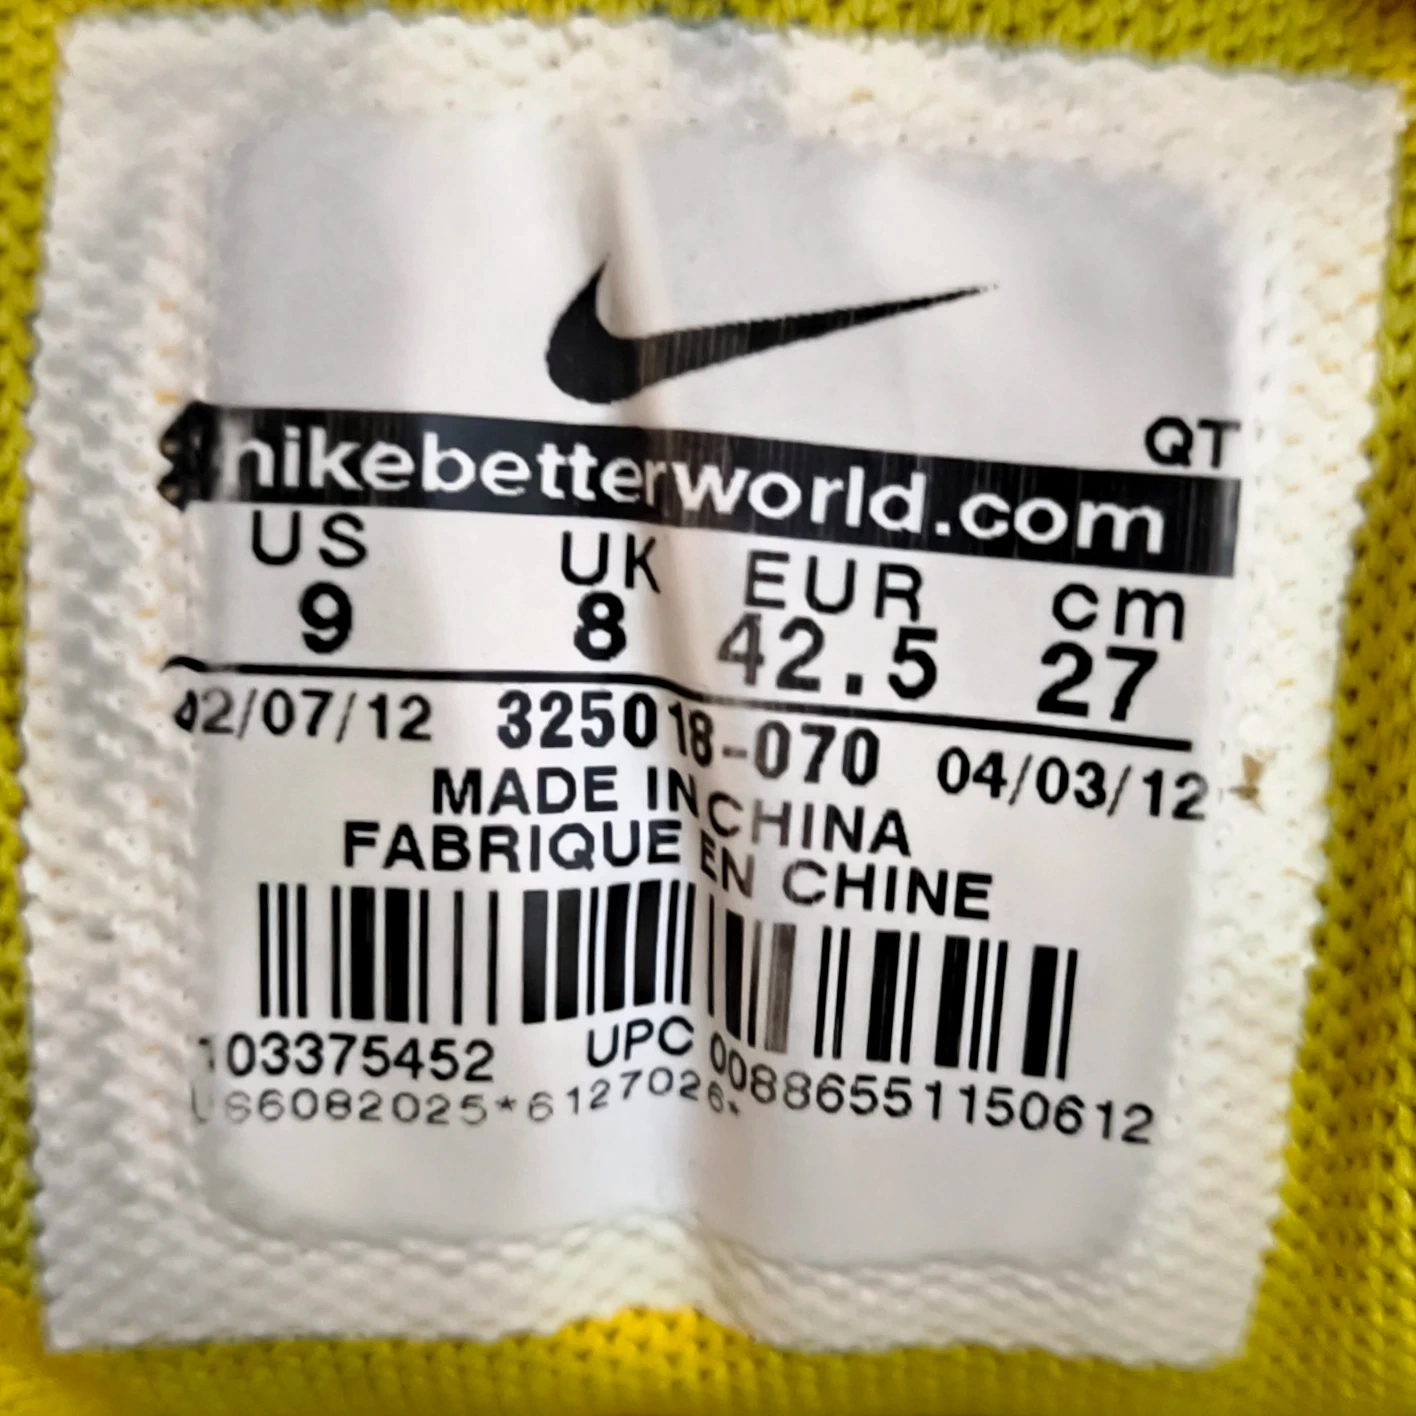 QT
nikebetterworld.com
US UK EUR cm
9 8 42.5 27
02/07/12 325018-070 04/03/12
MADE IN CHINA
FABRIQUE EN CHINE
103375452 UPC 00886551150612
US6082025*6127026*